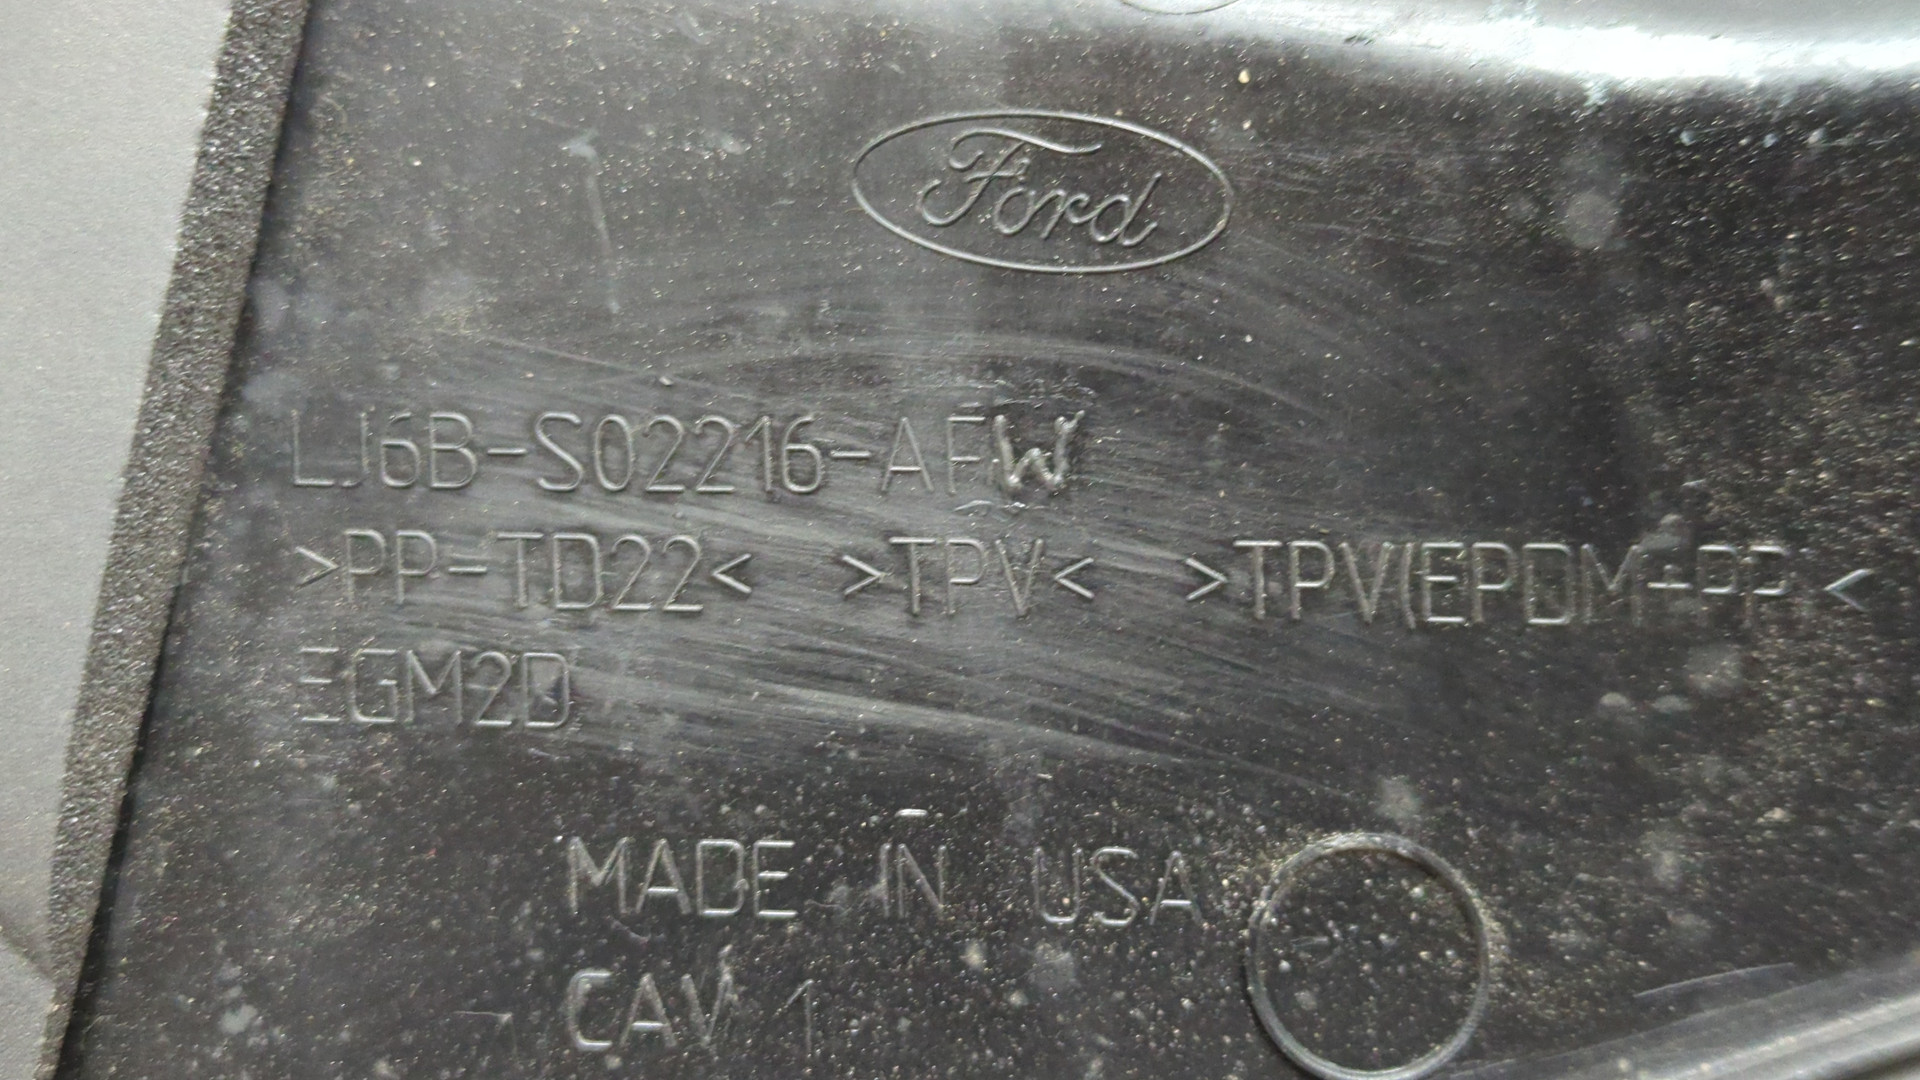 Ford
LJ6B-S02216-AFW
>PP-TD22< >TPV< >TPV(EPDM+PP)<
EGM2D
MADE IN USA
CAV 1